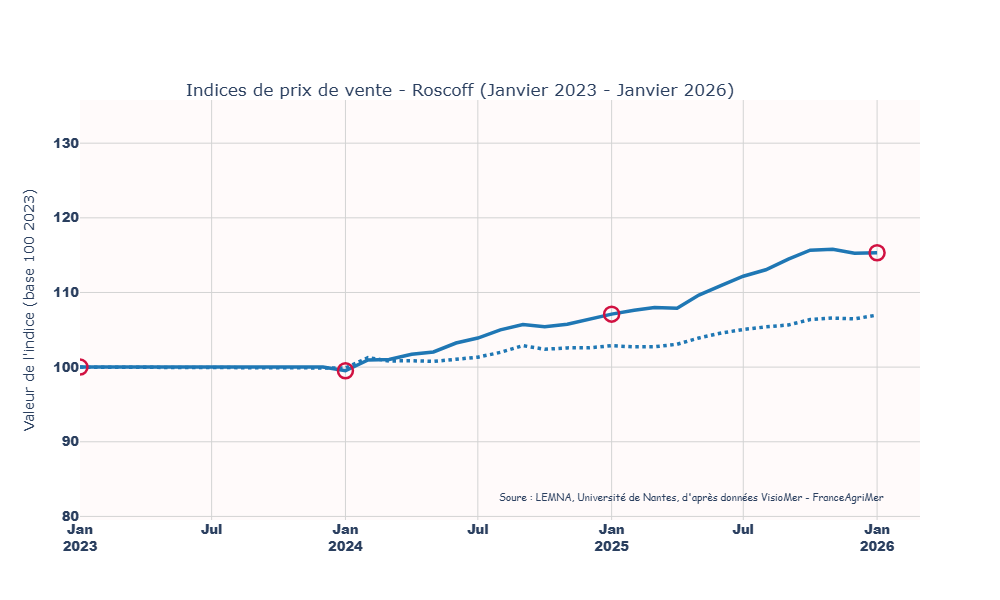 Indices de prix de vente - Roscoff (Janvier 2023 - Janvier 2026)
Valeur de l'Indice (base 100 2023)
130
120
110
100
90
80
Soure : LEMNA, Université de Nantes, d'après données VisioMer - FranceAgriMer
Jan
2023
Jul
Jan
2024
Jul
Jan
2025
Jul
Jan
2026